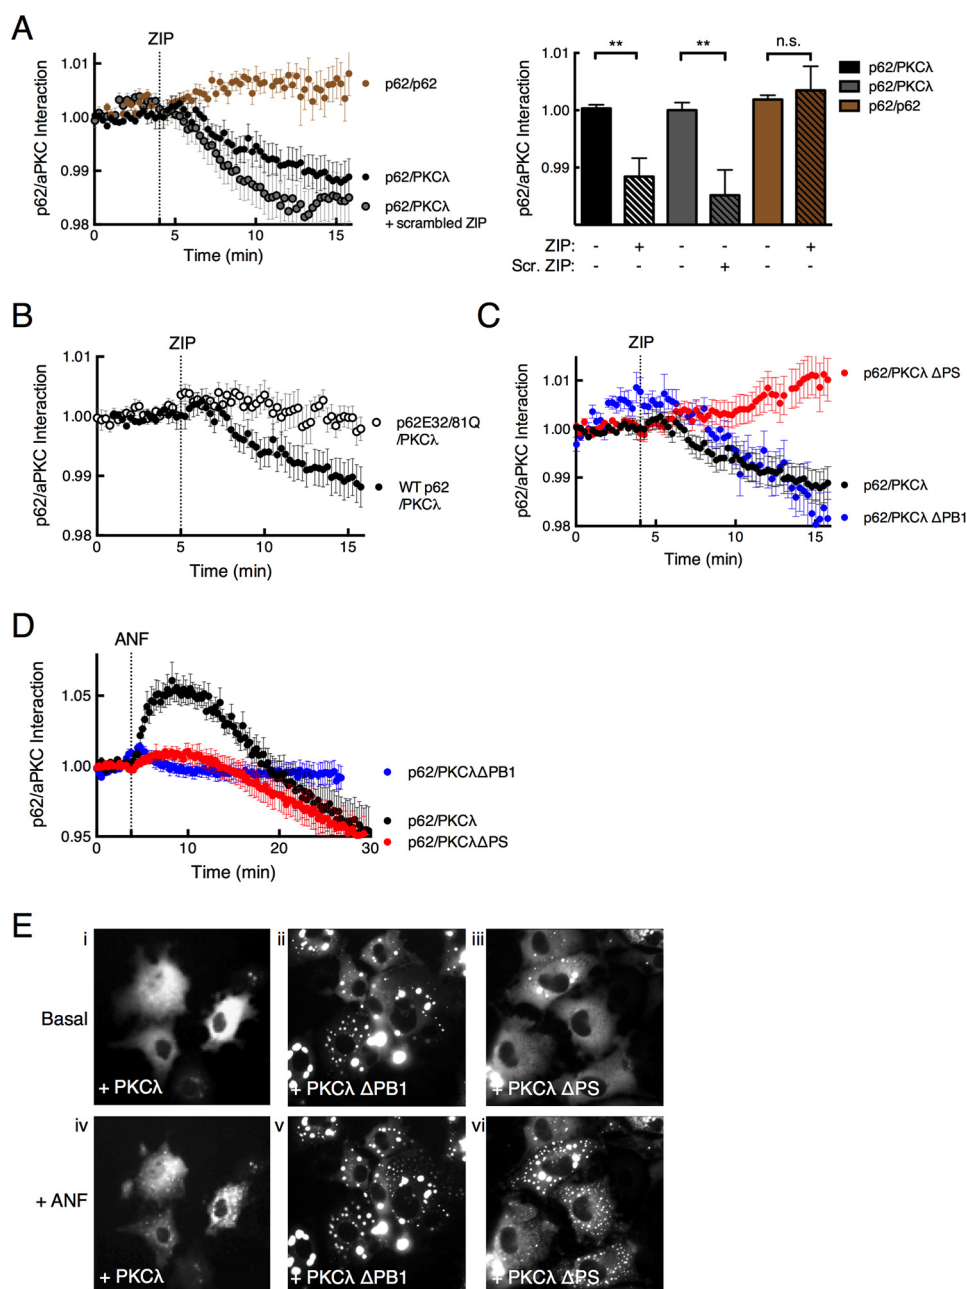 A
ZIP
1.01
1.00
0.99
0.98
p62/aPKC Interaction
0
5
10
15
Time (min)
p62/p62
p62/PKCλ
p62/PKCλ
+ scrambled ZIP
1.01
1.00
0.99
p62/aPKC Interaction
**
**
n.s.
p62/PKCλ
p62/PKCλ
p62/p62
ZIP: - + - - - +
Scr. ZIP: - - - + - -
B
ZIP
1.01
1.00
0.99
0.98
p62/aPKC Interaction
0
5
10
15
Time (min)
p62E32/81Q
/PKCλ
WT p62
/PKCλ
C
ZIP
1.01
1.00
0.99
0.98
p62/aPKC Interaction
0
5
10
15
Time (min)
p62/PKCλ ΔPS
p62/PKCλ
p62/PKCλ ΔPB1
D
ANF
1.05
1.00
0.95
p62/aPKC Interaction
0
10
20
30
Time (min)
p62/PKCλΔPB1
p62/PKCλ
p62/PKCλΔPS
E
i
ii
iii
Basal
+ PKCλ
+ PKCλ ΔPB1
+ PKCλ ΔPS
iv
v
vi
+ ANF
+ PKCλ
+ PKCλ ΔPB1
+ PKCλ ΔPS